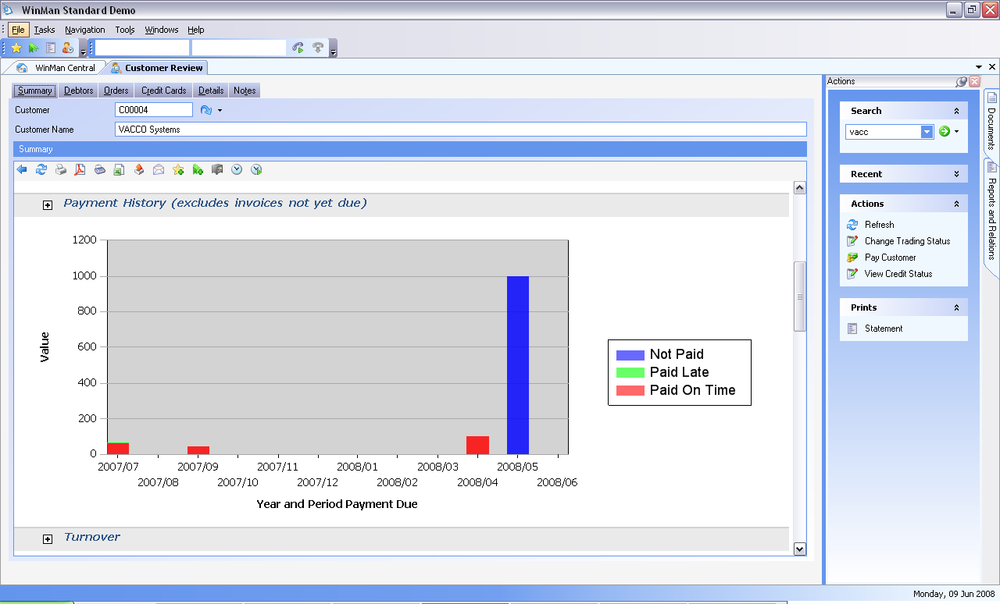 WinMan Standard Demo
File Tasks Navigation Tools Windows Help
WinMan Central Customer Review
Summary Debtors Orders Credit Cards Details Notes
Customer C00004
Customer Name VACCO Systems
Summary
Payment History (excludes invoices not yet due)
1200
1000
800
600
400
200
0
Value
2007/07 2007/09 2007/11 2008/01 2008/03 2008/05
2007/08 2007/10 2007/12 2008/02 2008/04 2008/06
Year and Period Payment Due
Not Paid
Paid Late
Paid On Time
Turnover
Actions
Search
vacc
Recent
Actions
Refresh
Change Trading Status
Pay Customer
View Credit Status
Prints
Statement
Documents
Reports and Relations
Monday, 09 Jun 2008